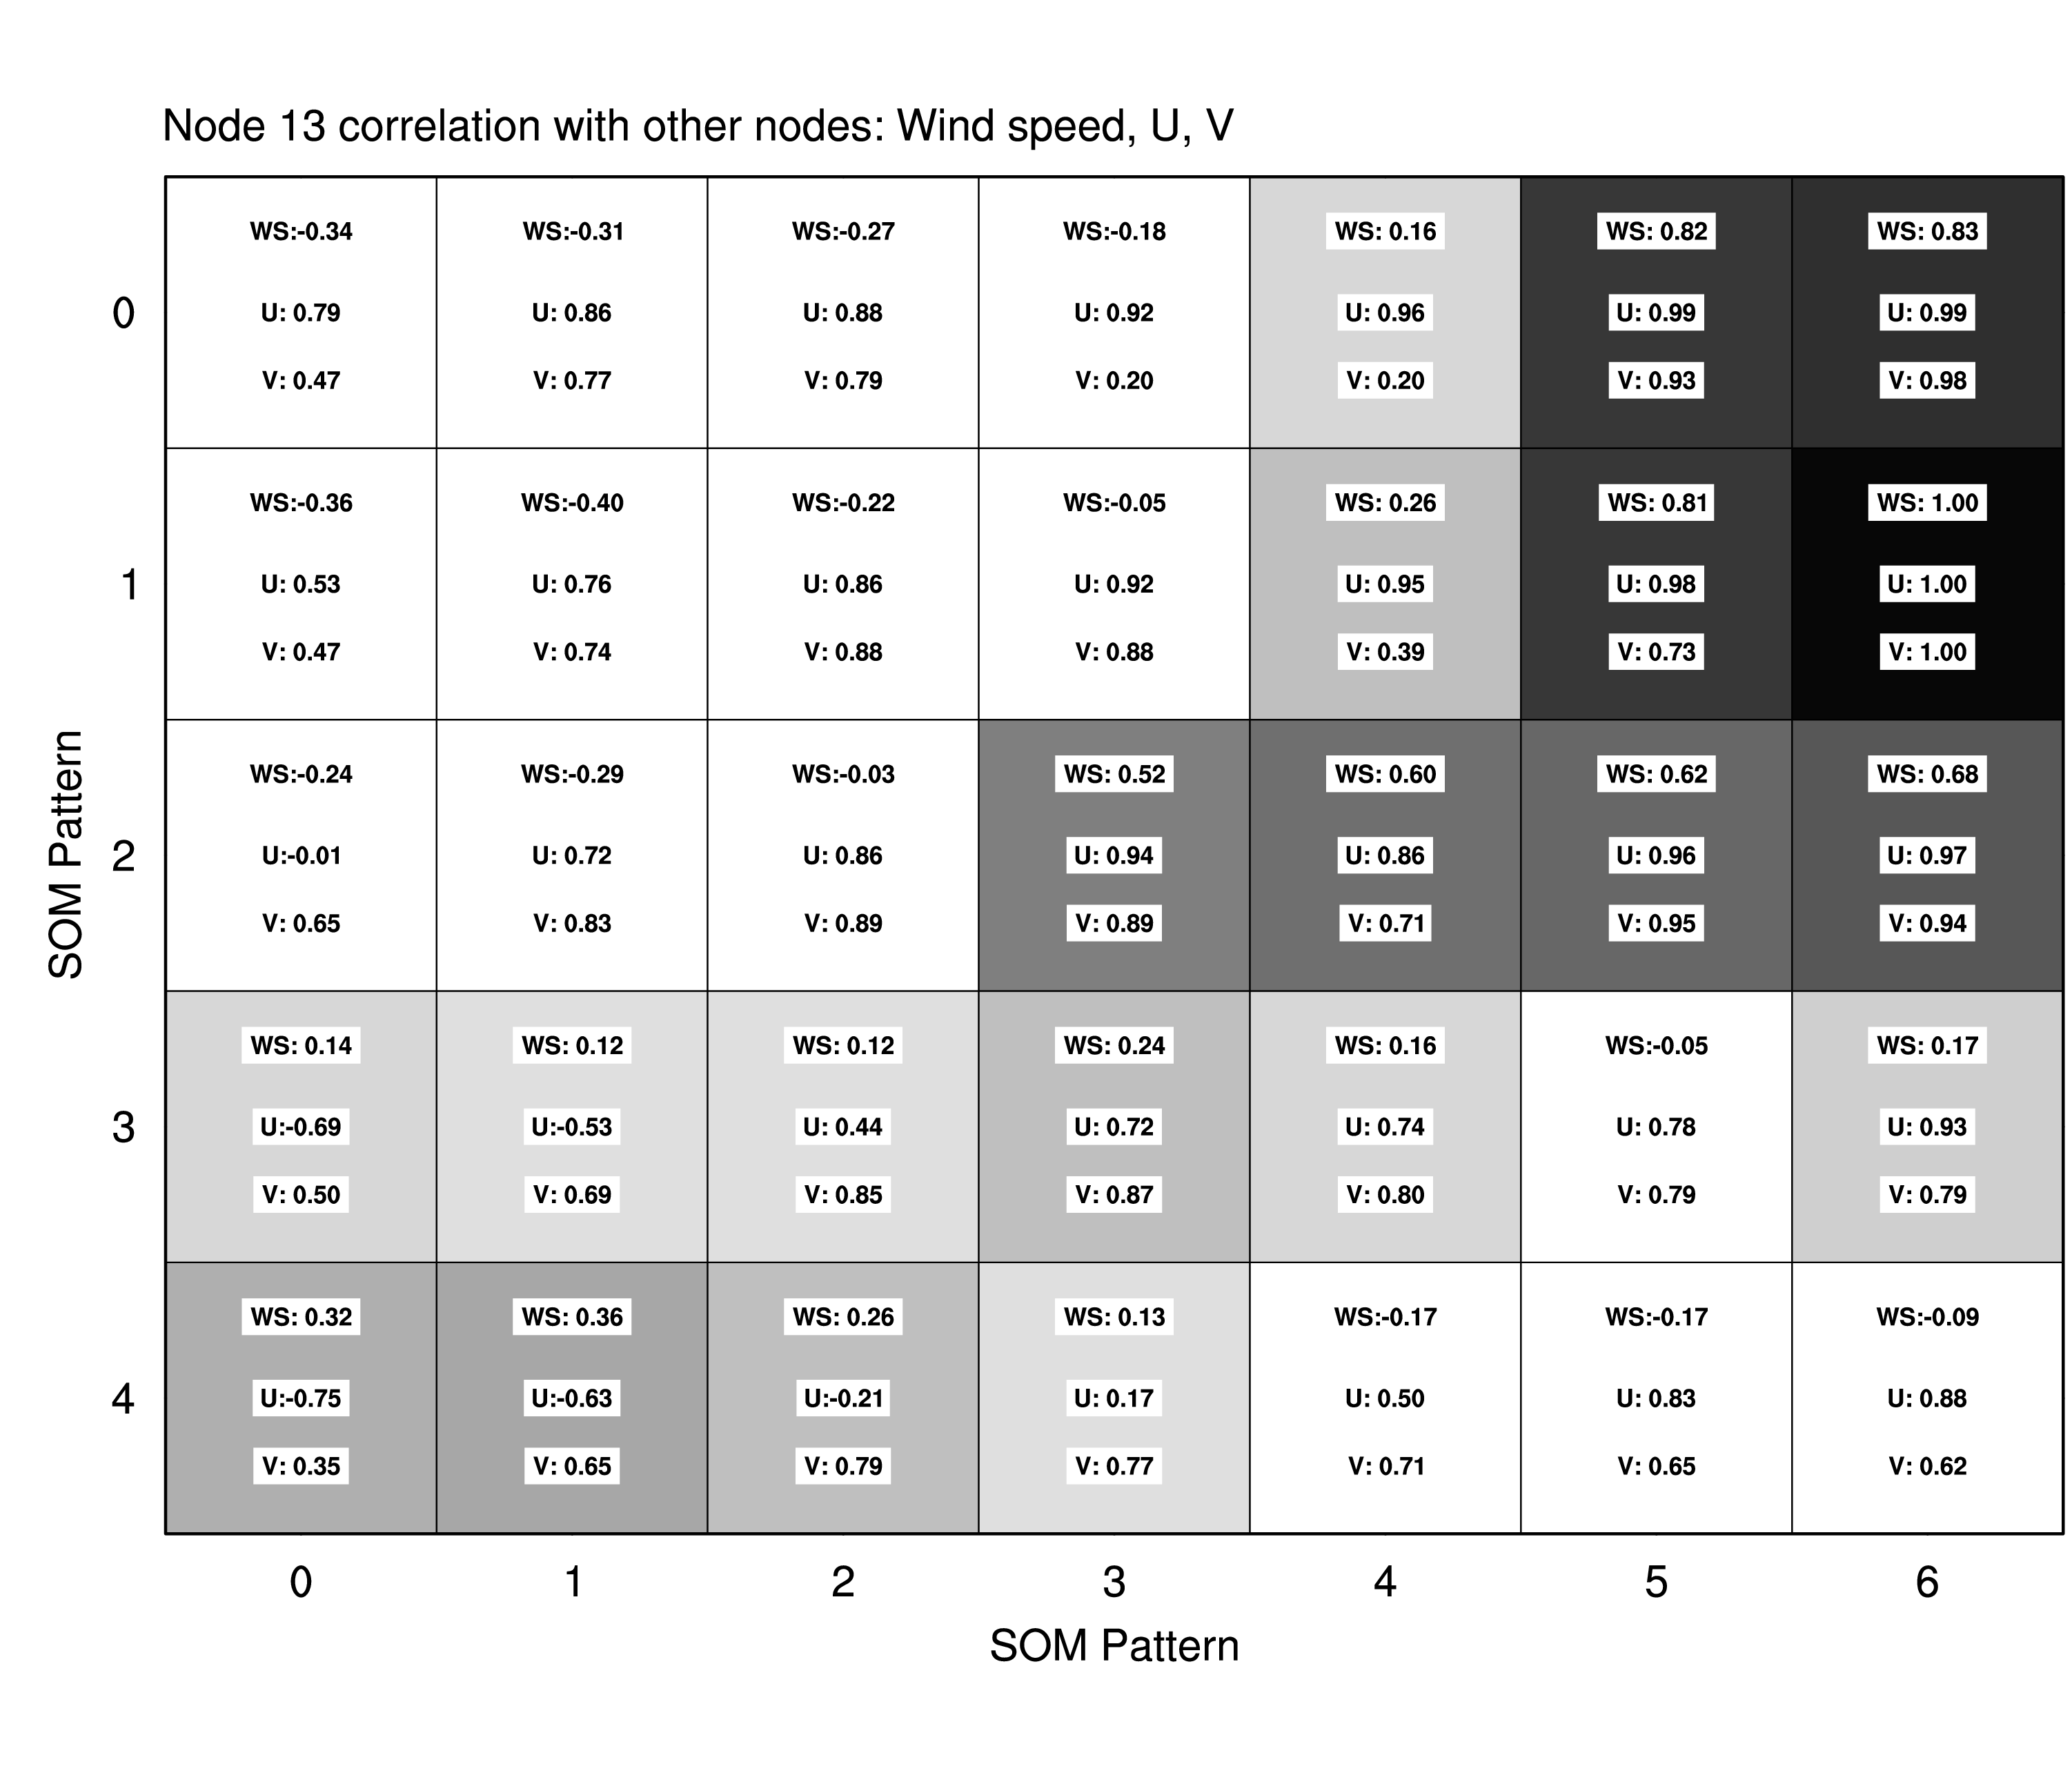 Node 13 correlation with other nodes: Wind speed, U, V
WS:-0.34 WS:-0.31 WS:-0.27 WS:-0.18 WS: 0.16 WS: 0.82 WS: 0.83
0 U: 0.79 U: 0.86 U: 0.88 U: 0.92 U: 0.96 U: 0.99 U: 0.99
V: 0.47 V: 0.77 V: 0.79 V: 0.20 V: 0.20 V: 0.93 V: 0.98
WS:-0.36 WS:-0.40 WS:-0.22 WS:-0.05 WS: 0.26 WS: 0.81 WS: 1.00
1 U: 0.53 U: 0.76 U: 0.86 U: 0.92 U: 0.95 U: 0.98 U: 1.00
V: 0.47 V: 0.74 V: 0.88 V: 0.88 V: 0.39 V: 0.73 V: 1.00
SOM Pattern
WS:-0.24 WS:-0.29 WS:-0.03 WS: 0.52 WS: 0.60 WS: 0.62 WS: 0.68
2 U:-0.01 U: 0.72 U: 0.86 U: 0.94 U: 0.86 U: 0.96 U: 0.97
V: 0.65 V: 0.83 V: 0.89 V: 0.89 V: 0.71 V: 0.95 V: 0.94
WS: 0.14 WS: 0.12 WS: 0.12 WS: 0.24 WS: 0.16 WS:-0.05 WS: 0.17
3 U:-0.69 U:-0.53 U: 0.44 U: 0.72 U: 0.74 U: 0.78 U: 0.93
V: 0.50 V: 0.69 V: 0.85 V: 0.87 V: 0.80 V: 0.79 V: 0.79
WS: 0.32 WS: 0.36 WS: 0.26 WS: 0.13 WS:-0.17 WS:-0.17 WS:-0.09
4 U:-0.75 U:-0.63 U:-0.21 U: 0.17 U: 0.50 U: 0.83 U: 0.88
V: 0.35 V: 0.65 V: 0.79 V: 0.77 V: 0.71 V: 0.65 V: 0.62
0 1 2 3 4 5 6
SOM Pattern